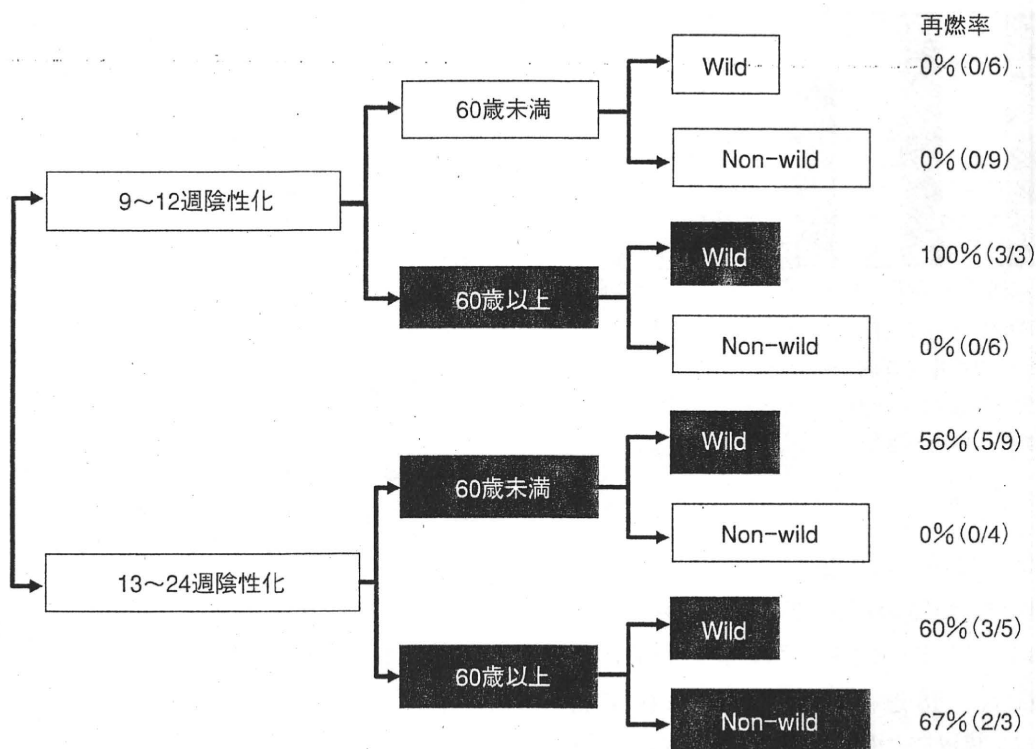 再燃率
Wild 0%(0/6)
60歳未満
Non-wild 0%(0/9)
9～12週陰性化
Wild 100%(3/3)
60歳以上
Non-wild 0%(0/6)
Wild 56%(5/9)
60歳未満
Non-wild 0%(0/4)
13～24週陰性化
Wild 60%(3/5)
60歳以上
Non-wild 67%(2/3)